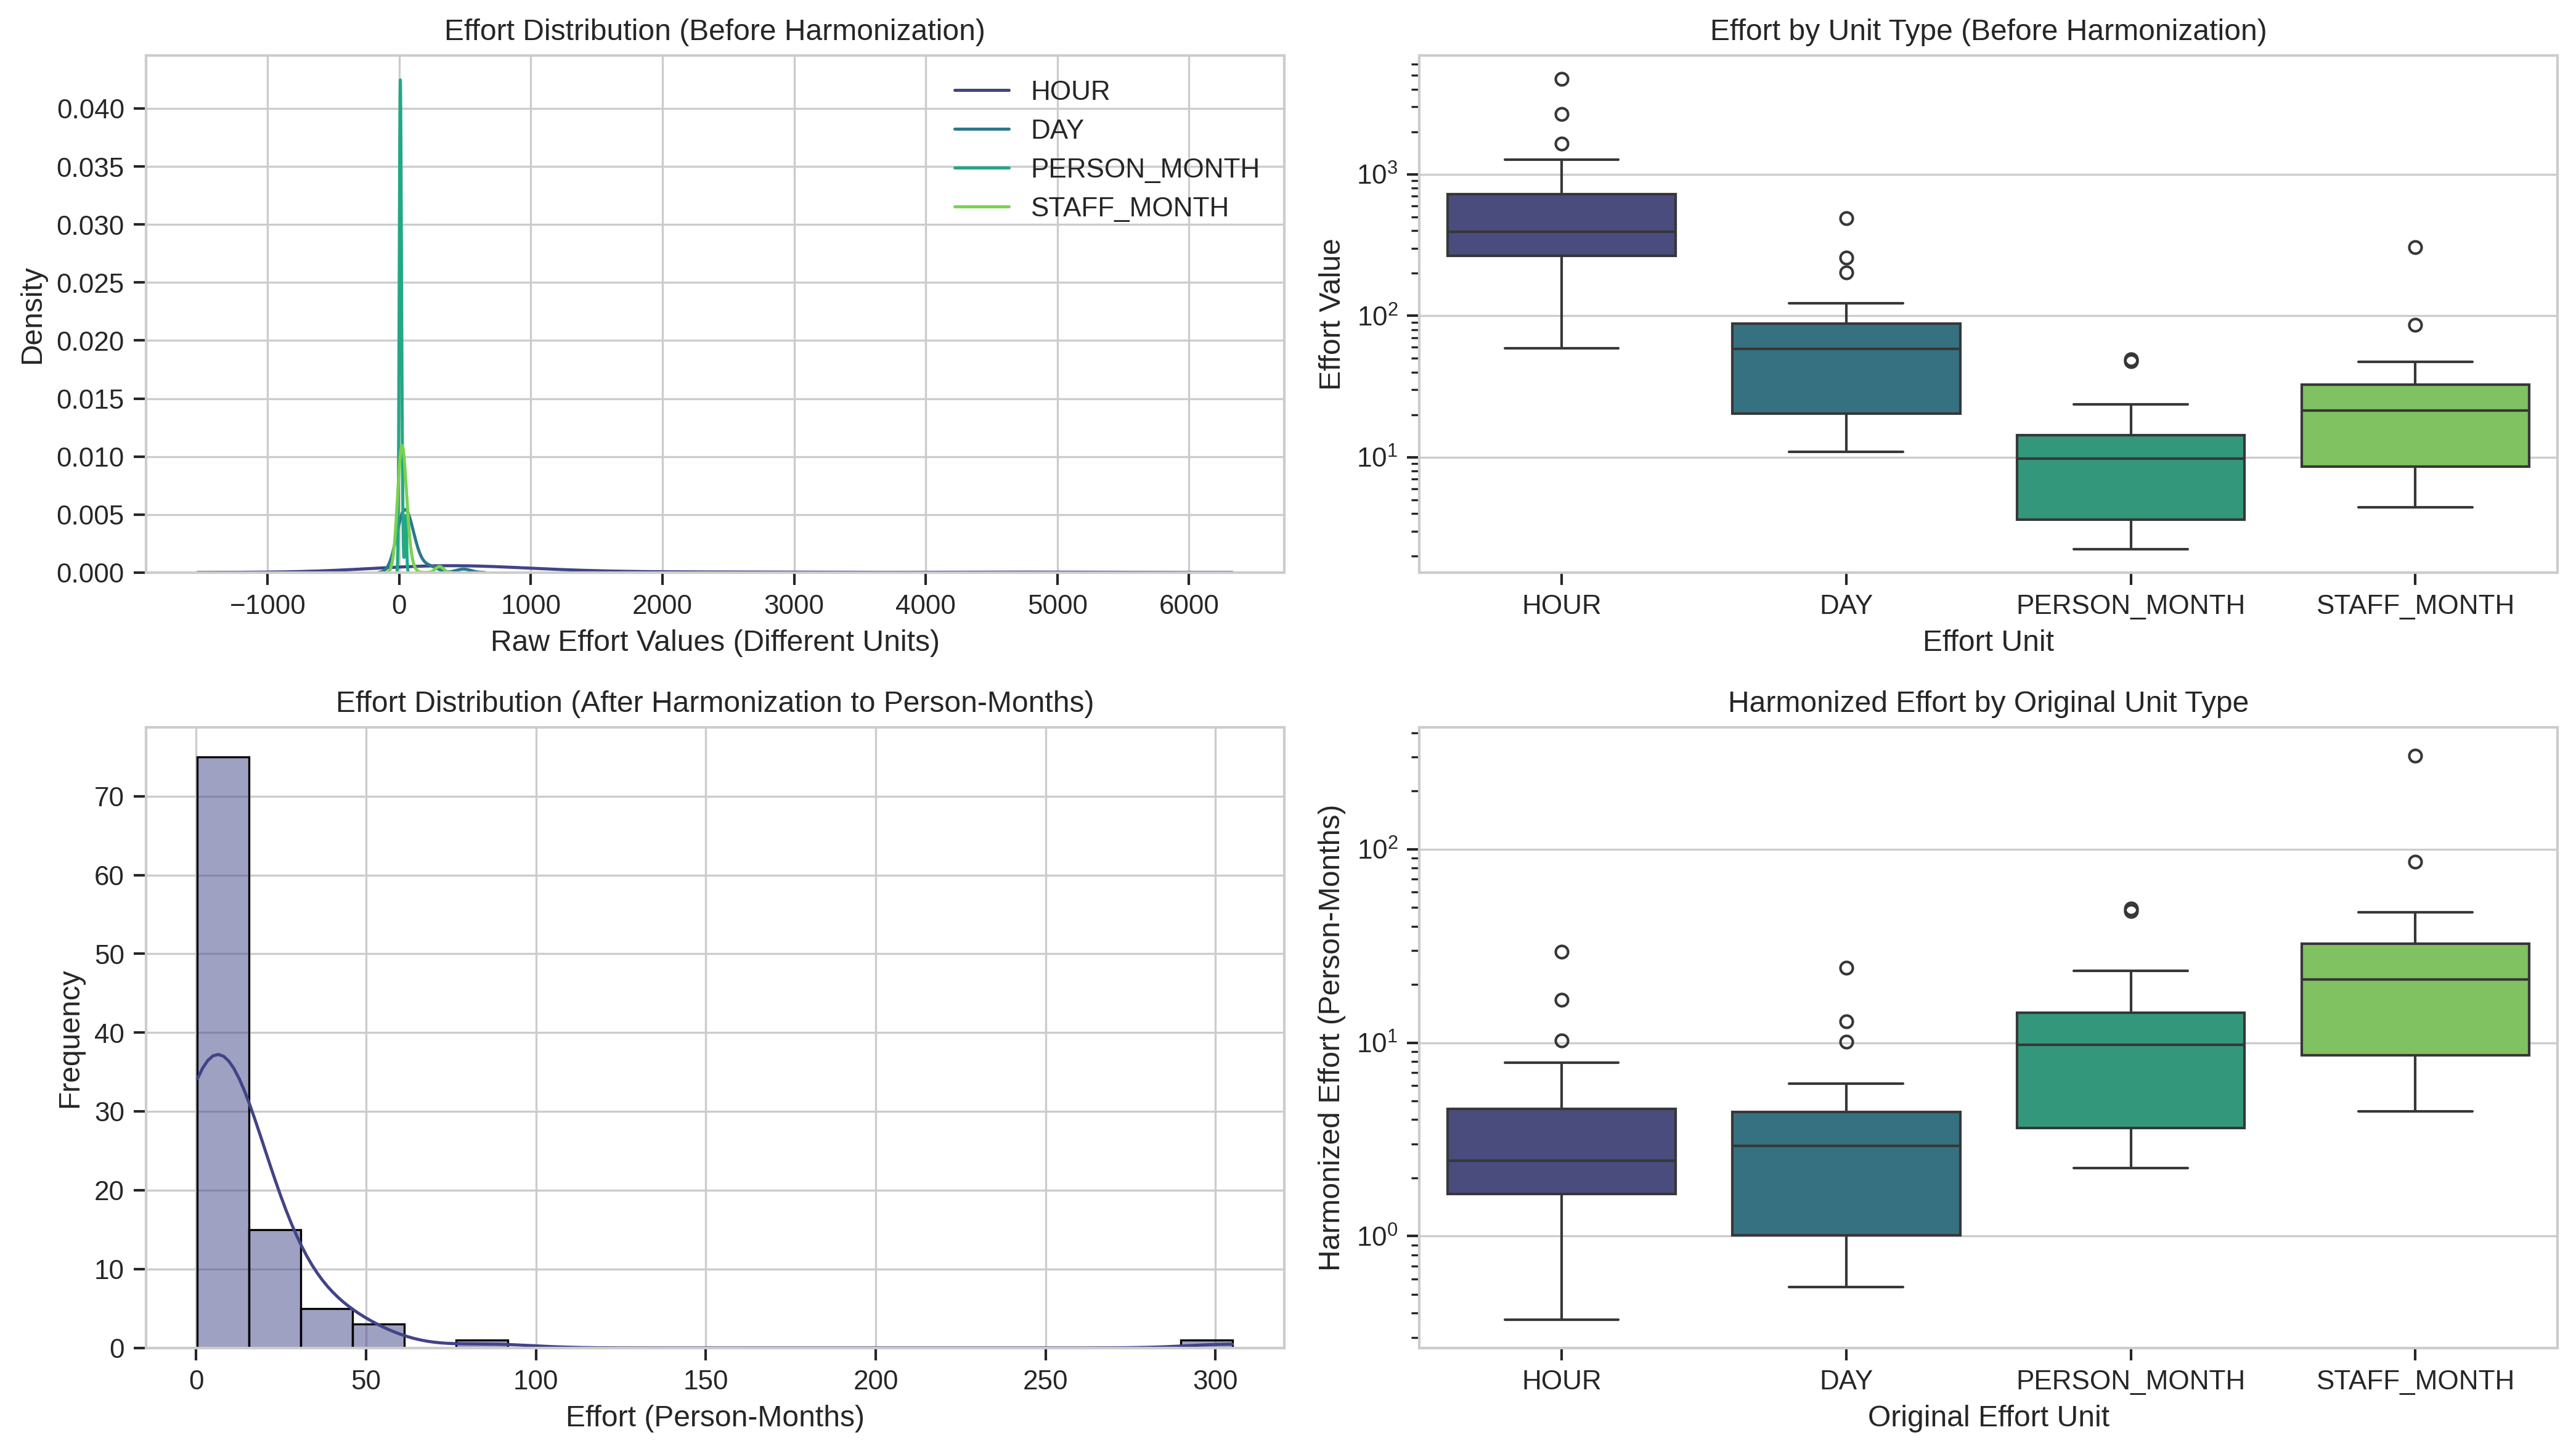 Effort Distribution (Before Harmonization)
0.040
0.035
0.030
0.025
0.020
0.015
0.010
0.005
0.000
Density
HOUR
DAY
PERSON_MONTH
STAFF_MONTH
−1000 0 1000 2000 3000 4000 5000 6000
Raw Effort Values (Different Units)
Effort by Unit Type (Before Harmonization)
10³
10²
10¹
Effort Value
HOUR DAY PERSON_MONTH STAFF_MONTH
Effort Unit
Effort Distribution (After Harmonization to Person-Months)
70
60
50
40
30
20
10
0
Frequency
0 50 100 150 200 250 300
Effort (Person-Months)
Harmonized Effort by Original Unit Type
10²
10¹
10⁰
Harmonized Effort (Person-Months)
HOUR DAY PERSON_MONTH STAFF_MONTH
Original Effort Unit